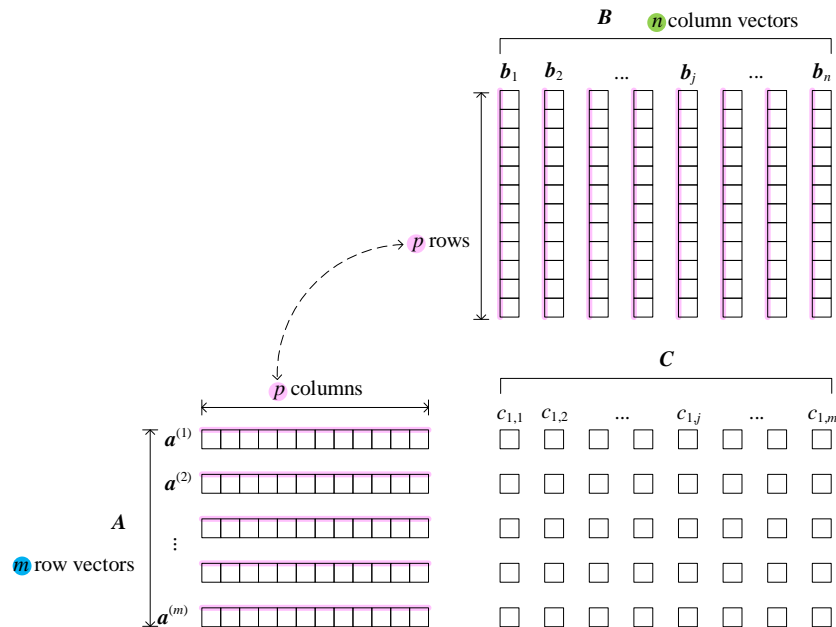 B n column vectors
b1 b2 ... bj ... bn
p rows
C
p columns
c1,1 c1,2 ... c1,j ... c1,m
a(1)
a(2)
A
⋮
m row vectors
a(m)